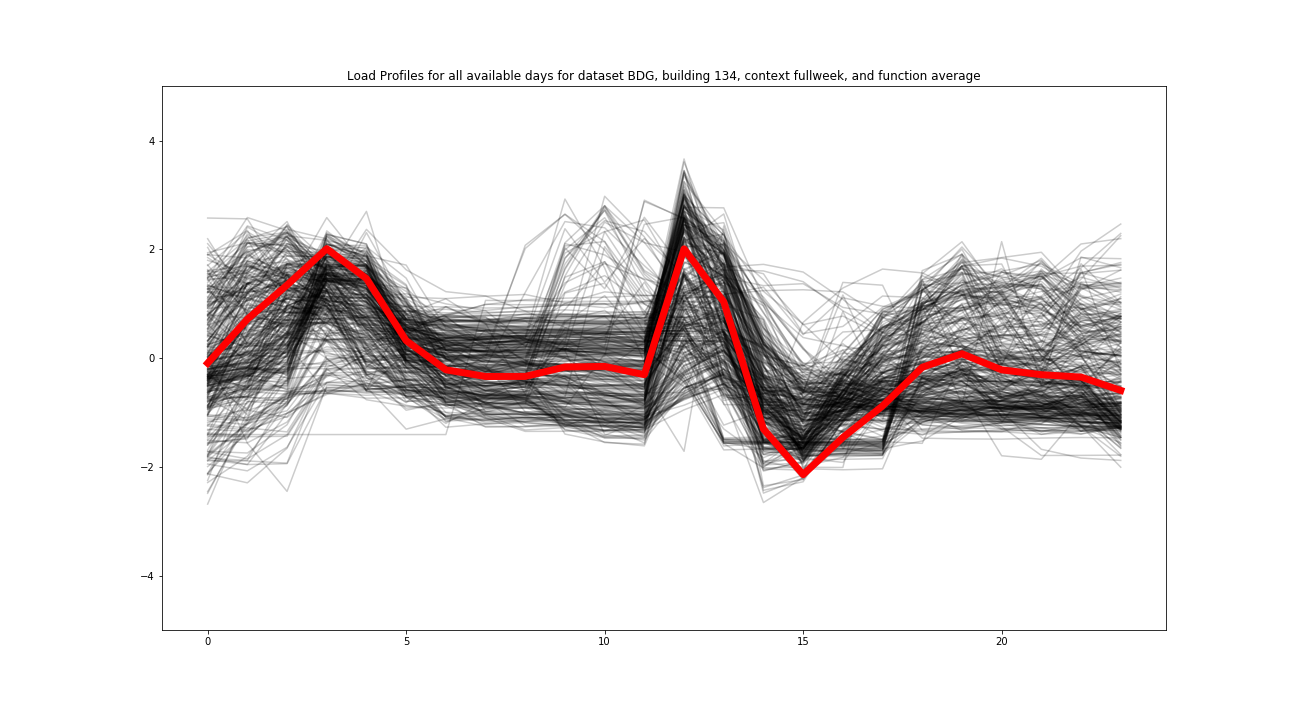 Load Profiles for all available days for dataset BDG, building 134, context fullweek, and function average
4
2
0
−2
−4
0 5 10 15 20